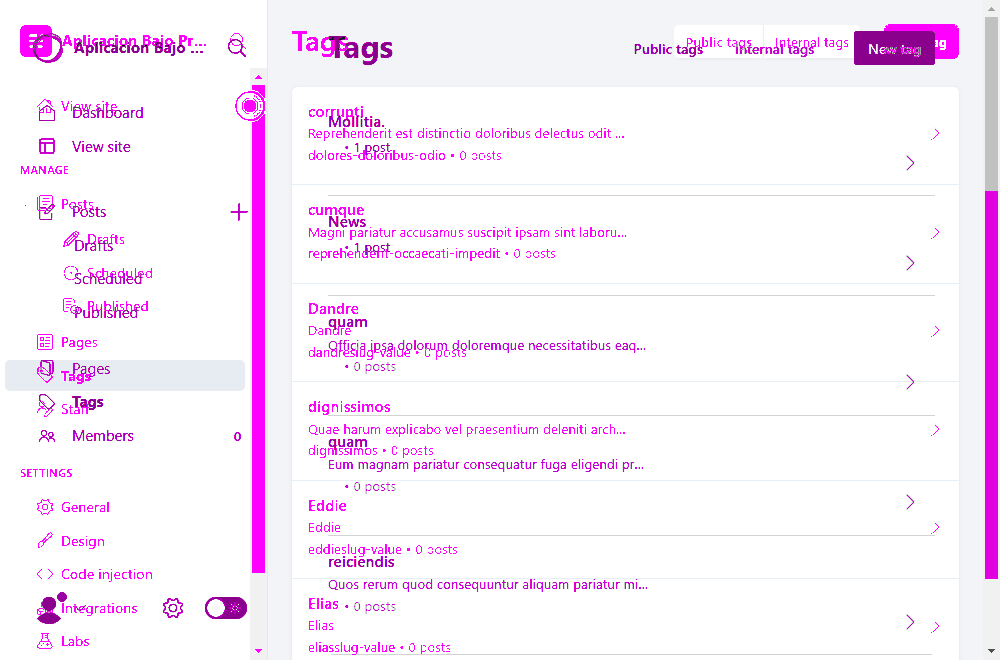 Aplicacion Bajo Pr...
Aplicacion Bajo ...
View site
Dashboard
View site
MANAGE
Posts
Posts
Drafts
Drafts
Scheduled
Scheduled
Published
Published
Pages
Pages
Tags
Tags
Staff
Members 0
SETTINGS
General
Design
Code injection
Integrations
Labs
Tags
Tags
Public tags Internal tags
Public tags Internal tags
New tag
corrupti
Mollitia.
Reprehenderit est distinctio doloribus delectus odit ...
• 1 post
dolores-doloribus-odio • 0 posts
cumque
News
Magni pariatur accusamus suscipit ipsam sint laboru...
• 1 post
reprehenderit-occaecati-impedit • 0 posts
Dandre
quam
Dandre
Officia ipsa dolorum doloremque necessitatibus eaq...
dandreslug-value • 0 posts
• 0 posts
dignissimos
Quae harum explicabo vel praesentium deleniti arch...
quam
dignissimos • 0 posts
Eum magnam pariatur consequatur fuga eligendi pr...
• 0 posts
Eddie
Eddie
eddieslug-value • 0 posts
reiciendis
Quos rerum quod consequuntur aliquam pariatur mi...
Elias
• 0 posts
Elias
eliasslug-value • 0 posts